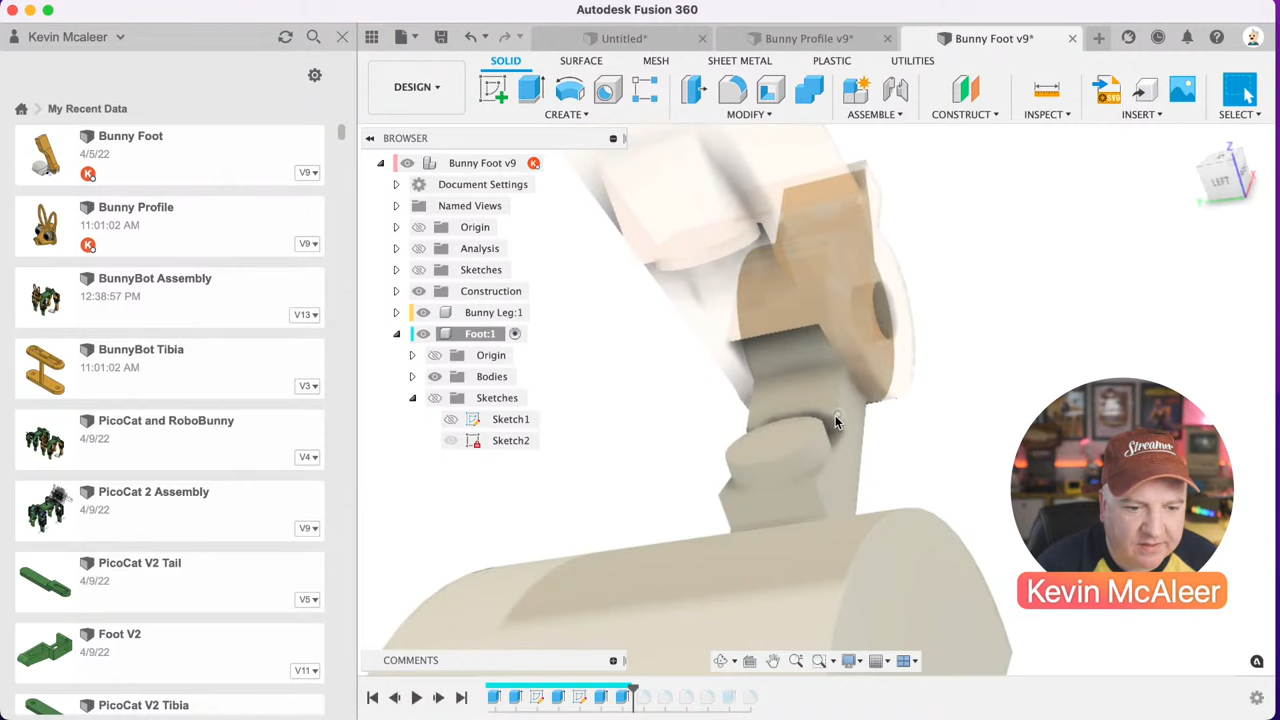 Autodesk Fusion 360
Kevin Mcaleer
Untitled*
Bunny Profile v9*
Bunny Foot v9*
My Recent Data
DESIGN
SOLID
SURFACE
MESH
SHEET METAL
PLASTIC
UTILITIES
CREATE
MODIFY
ASSEMBLE
CONSTRUCT
INSPECT
INSERT
SELECT
SVG
BROWSER
Bunny Foot v9
K
Document Settings
Named Views
Origin
Analysis
Sketches
Construction
Bunny Leg:1
Foot:1
Origin
Bodies
Sketches
Sketch1
Sketch2
Bunny Foot
4/5/22
K
V9
Bunny Profile
11:01:02 AM
K
V9
BunnyBot Assembly
12:38:57 PM
V13
BunnyBot Tibia
11:01:02 AM
V3
PicoCat and RoboBunny
4/9/22
V4
PicoCat 2 Assembly
4/9/22
V9
PicoCat V2 Tail
4/9/22
V5
Foot V2
4/9/22
V11
PicoCat V2 Tibia
Z
LEFT
Streamer
Kevin McAleer
COMMENTS